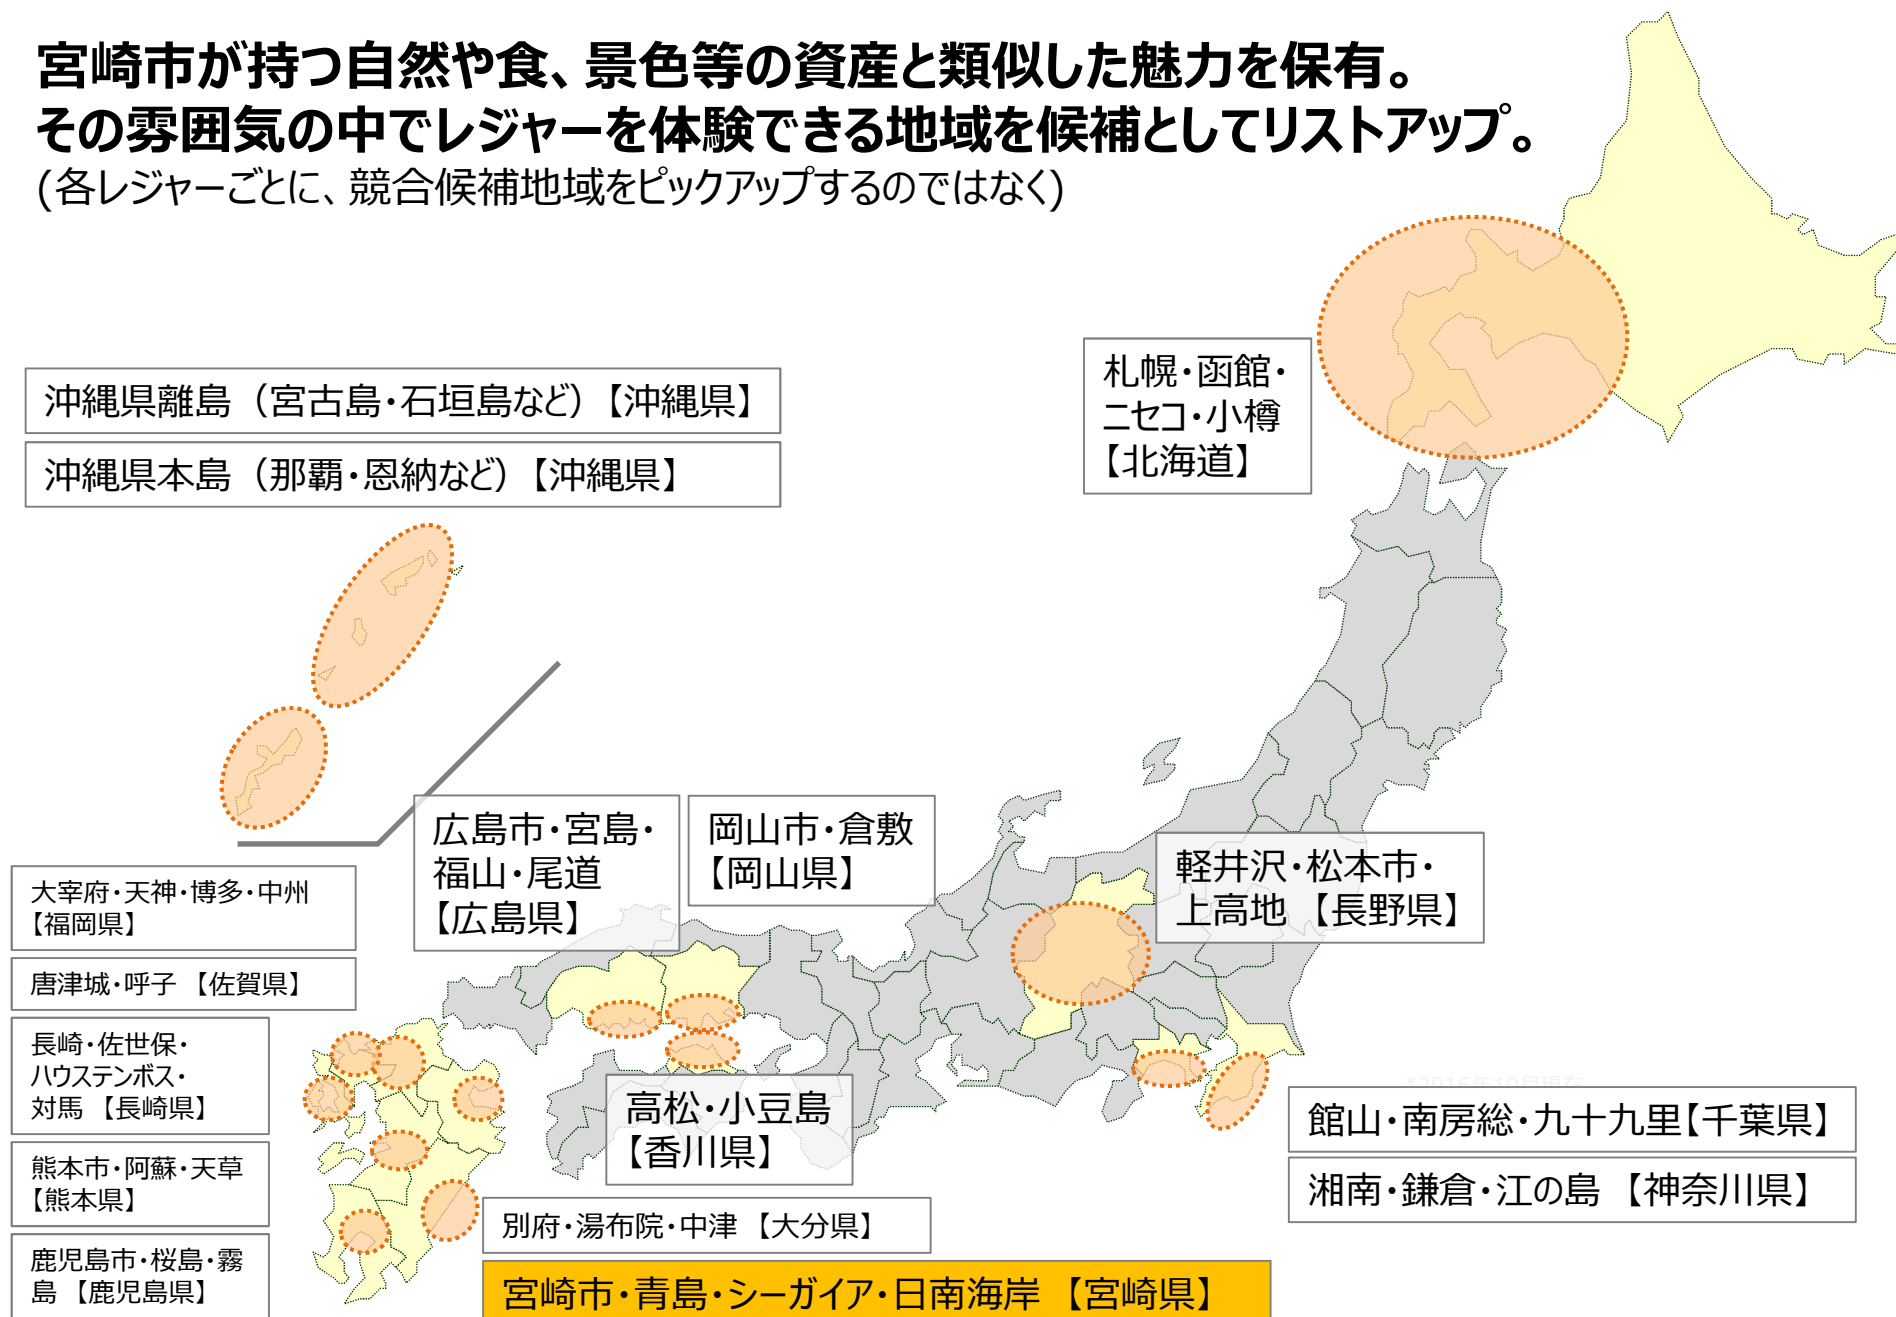 宮崎市が持つ自然や食、景色等の資産と類似した魅力を保有。
その雰囲気の中でレジャーを体験できる地域を候補としてリストアップ。
(各レジャーごとに、競合候補地域をピックアップするのではなく)
沖縄県離島（宮古島・石垣島など）【沖縄県】
沖縄県本島（那覇・恩納など）【沖縄県】
札幌・函館・
ニセコ・小樽
【北海道】
広島市・宮島・
福山・尾道
【広島県】
岡山市・倉敷
【岡山県】
軽井沢・松本市・
上高地 【長野県】
大宰府・天神・博多・中州
【福岡県】
唐津城・呼子 【佐賀県】
長崎・佐世保・
ハウステンボス・
対馬 【長崎県】
熊本市・阿蘇・天草
【熊本県】
鹿児島市・桜島・霧
島 【鹿児島県】
高松・小豆島
【香川県】
別府・湯布院・中津 【大分県】
宮崎市・青島・シーガイア・日南海岸 【宮崎県】
*2016年10月現在
館山・南房総・九十九里【千葉県】
湘南・鎌倉・江の島 【神奈川県】